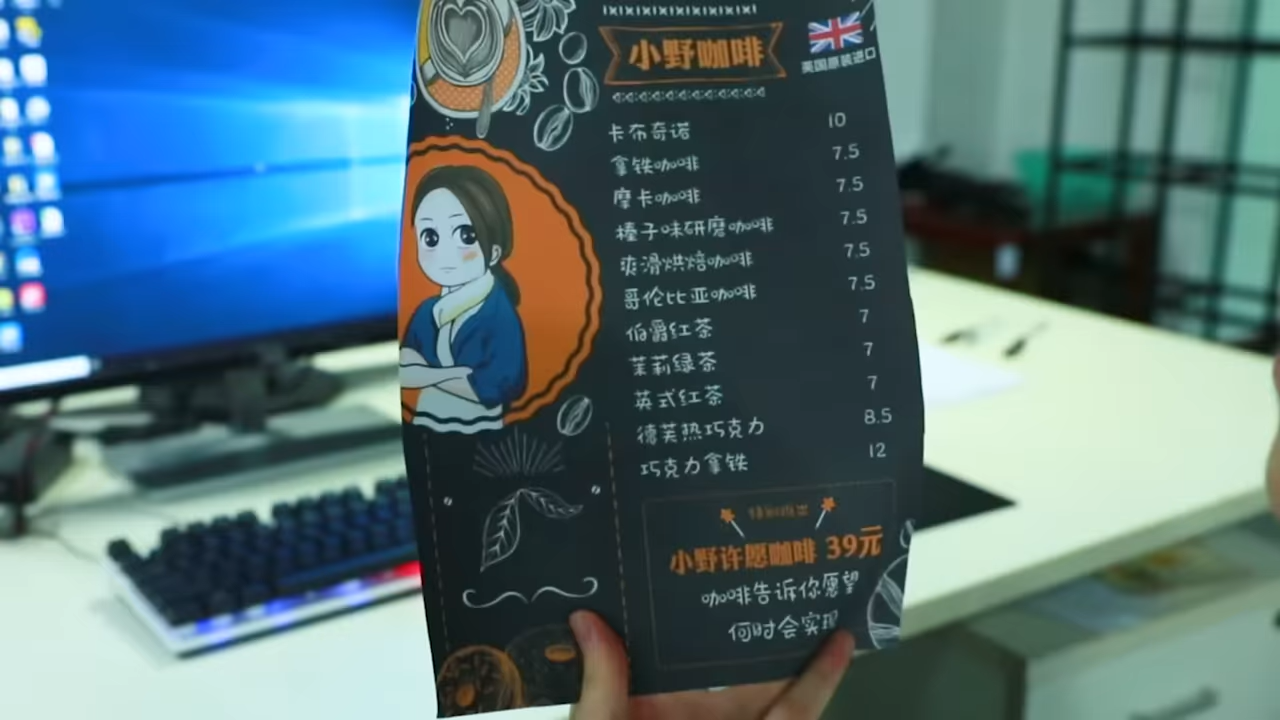 小野咖啡
英国原装进口
卡布奇诺 10
拿铁咖啡 7.5
摩卡咖啡 7.5
榛子味研磨咖啡 7.5
爽滑烘焙咖啡 7.5
哥伦比亚咖啡 7.5
伯爵红茶 7
茉莉绿茶 7
英式红茶 7
德芙热巧克力 8.5
巧克力拿铁 12
小野许愿咖啡 39元
咖啡告诉你愿望
何时会实现